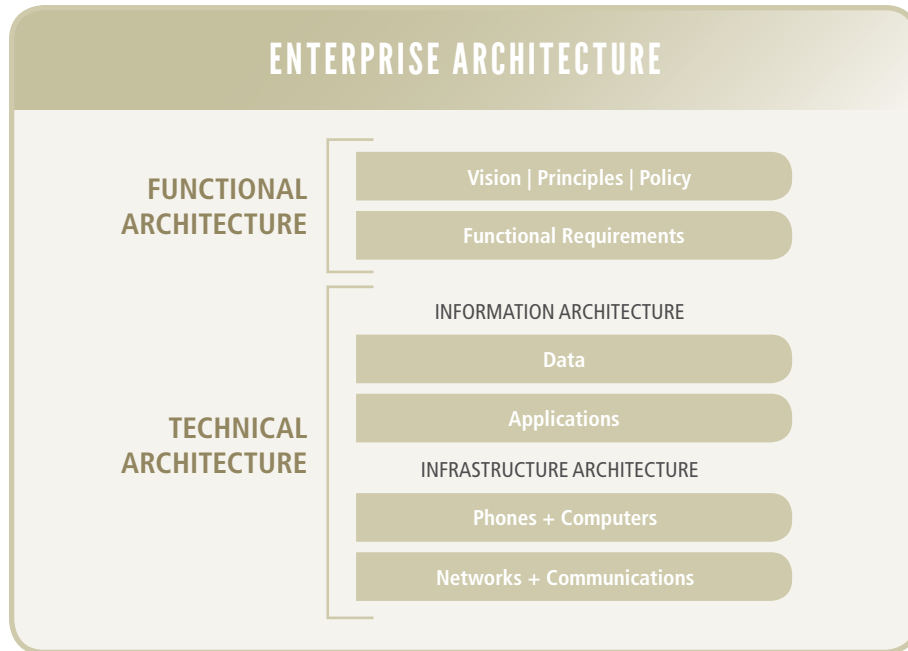 ENTERPRISE ARCHITECTURE
FUNCTIONAL
ARCHITECTURE
Vision | Principles | Policy
Functional Requirements
TECHNICAL
ARCHITECTURE
INFORMATION ARCHITECTURE
Data
Applications
INFRASTRUCTURE ARCHITECTURE
Phones + Computers
Networks + Communications